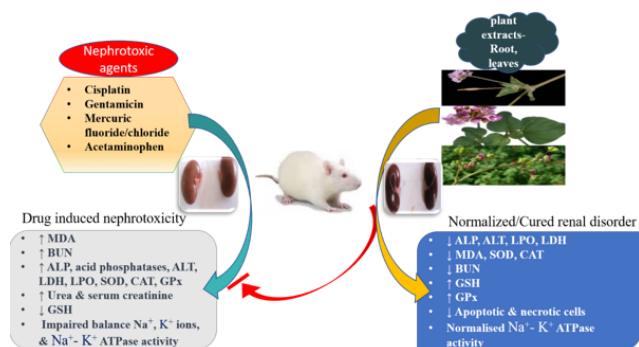 Nephrotoxic
agents
• Cisplatin
• Gentamicin
• Mercuric
fluoride/chloride
• Acetaminophen
plant
extracts-
Root,
leaves
Drug induced nephrotoxicity
• ↑ MDA
• ↑ BUN
• ↑ ALP, acid phosphatases, ALT,
LDH, LPO, SOD, CAT, GPx
• ↑ Urea & serum creatinine
• ↓ GSH
• Impaired balance Na⁺, K⁺ ions,
& Na⁺- K⁺ ATPase activity
Normalized/Cured renal disorder
• ↓ ALP, ALT, LPO, LDH
• ↓ MDA, SOD, CAT
• ↓ BUN
• ↑ GSH
• ↑ GPx
• ↓ Apoptotic & necrotic cells
• Normalised Na⁺- K⁺ ATPase
activity